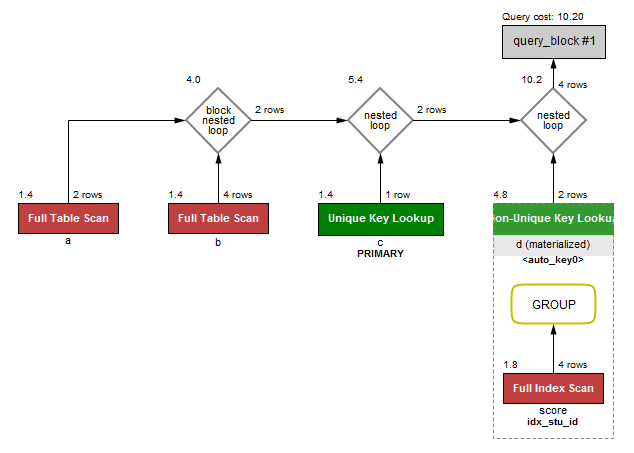 Query cost: 10.20
query_block #1
4.0
5.4
10.2
4 rows
block
nested
loop
2 rows
nested
loop
2 rows
nested
loop
1.4
2 rows
1.4
4 rows
1.4
1 row
4.8
2 rows
Full Table Scan
Full Table Scan
Unique Key Lookup
on-Unique Key Looku
a
b
c
PRIMARY
d (materialized)
<auto_key0>
GROUP
1.8
4 rows
Full Index Scan
score
idx_stu_id